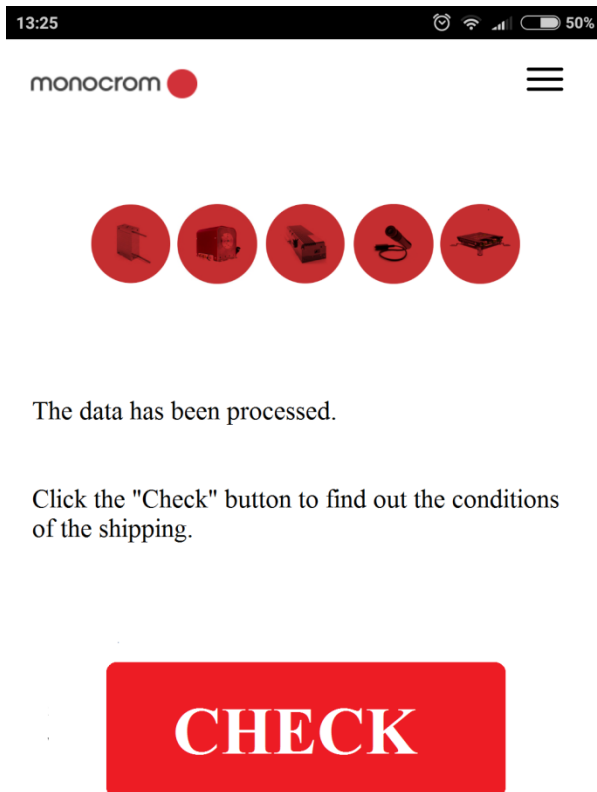 13:25 50%
monocrom
The data has been processed.
Click the "Check" button to find out the conditions
of the shipping.
CHECK